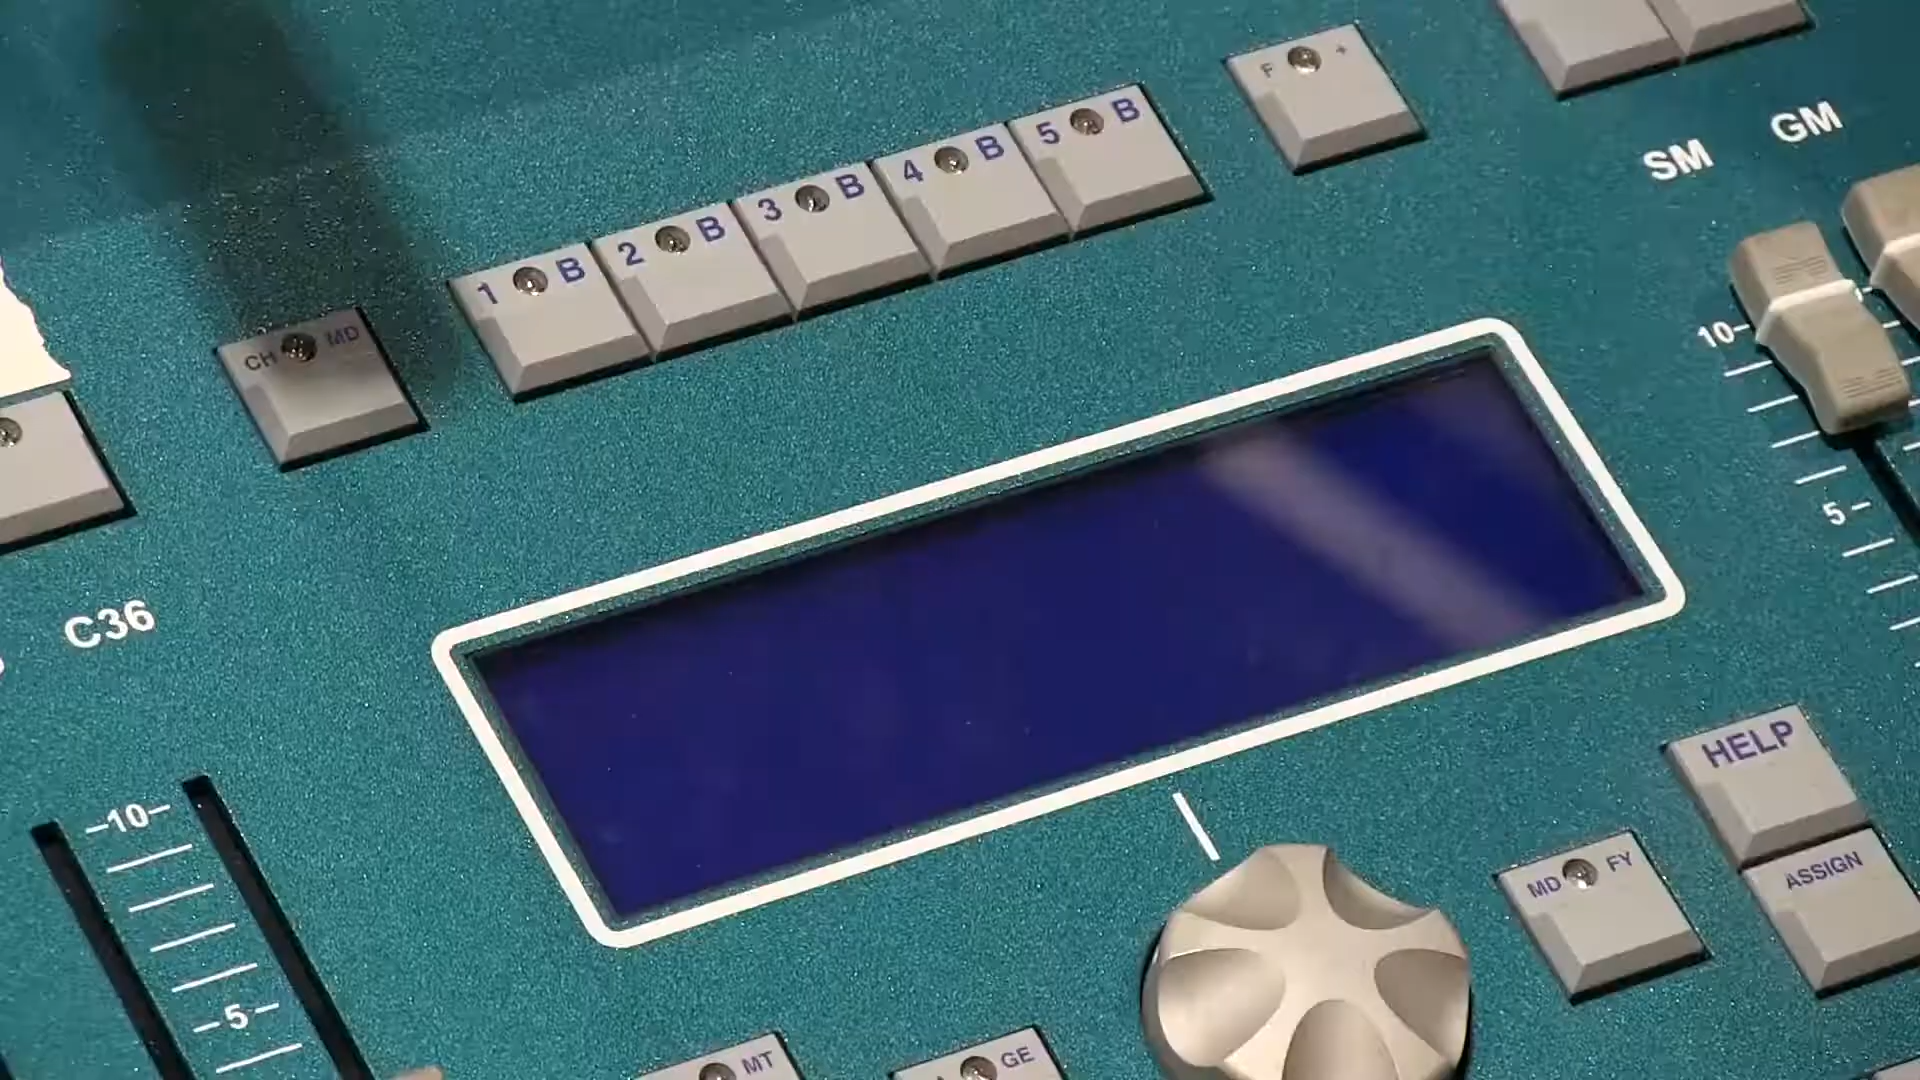 F +
GM
SM
5 B
4 B
3 B
2 B
1 B
CH MD
10
5
C36
HELP
ASSIGN
MD FY
10
5
MT
GE